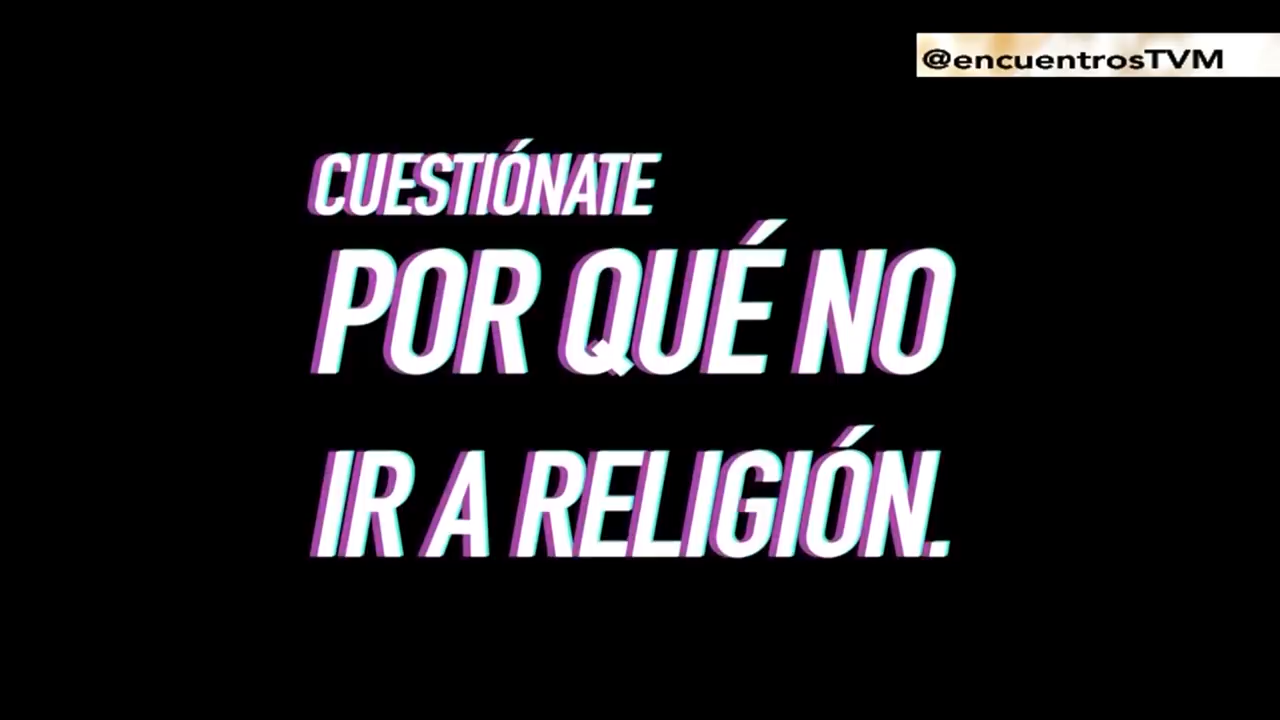 @encuentrosTVM
CUESTIÓNATE
POR QUÉ NO
IR A RELIGIÓN.